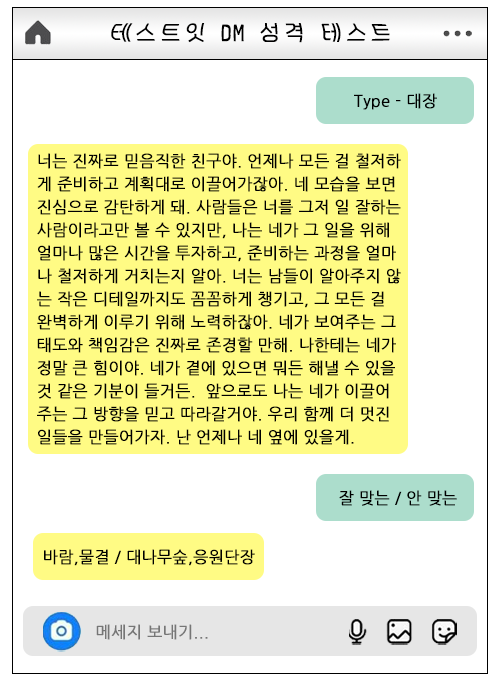 테스트잇 DM 성격 테스트
Type - 대장
너는 진짜로 믿음직한 친구야. 언제나 모든 걸 철저하
게 준비하고 계획대로 이끌어가잖아. 네 모습을 보면
진심으로 감탄하게 돼. 사람들은 너를 그저 일 잘하는
사람이라고만 볼 수 있지만, 나는 네가 그 일을 위해
얼마나 많은 시간을 투자하고, 준비하는 과정을 얼마
나 철저하게 거치는지 알아. 너는 남들이 알아주지 않
는 작은 디테일까지도 꼼꼼하게 챙기고, 그 모든 걸
완벽하게 이루기 위해 노력하잖아. 네가 보여주는 그
태도와 책임감은 진짜로 존경할 만해. 나한테는 네가
정말 큰 힘이야. 네가 곁에 있으면 뭐든 해낼 수 있을
것 같은 기분이 들거든. 앞으로도 나는 네가 이끌어
주는 그 방향을 믿고 따라갈거야. 우리 함께 더 멋진
일들을 만들어가자. 난 언제나 네 옆에 있을게.
잘 맞는 / 안 맞는
바람,물결 / 대나무숲,응원단장
메세지 보내기...